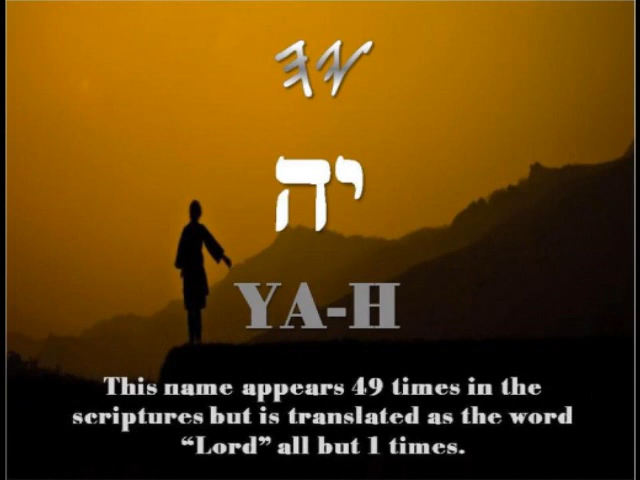 𐤉𐤄
יה
YA-H
This name appears 49 times in the
scriptures but is translated as the word
“Lord” all but 1 times.